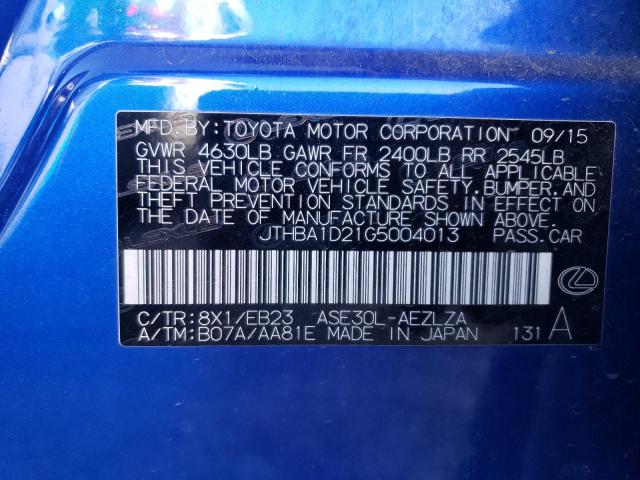 MFD. BY: TOYOTA MOTOR CORPORATION 09/15
GVWR 4630LB GAWR FR 2400LB RR 2545LB
THIS VEHICLE CONFORMS TO ALL APPLICABLE
FEDERAL MOTOR VEHICLE SAFETY, BUMPER, AND
THEFT PREVENTION STANDARDS IN EFFECT ON
THE DATE OF MANUFACTURE SHOWN ABOVE.
JTHBA1D21G5004013 PASS. CAR
C/TR: 8X1/EB23 ASE30L-AEZLZA
A/TM: B07A/AA81E MADE IN JAPAN 131 A